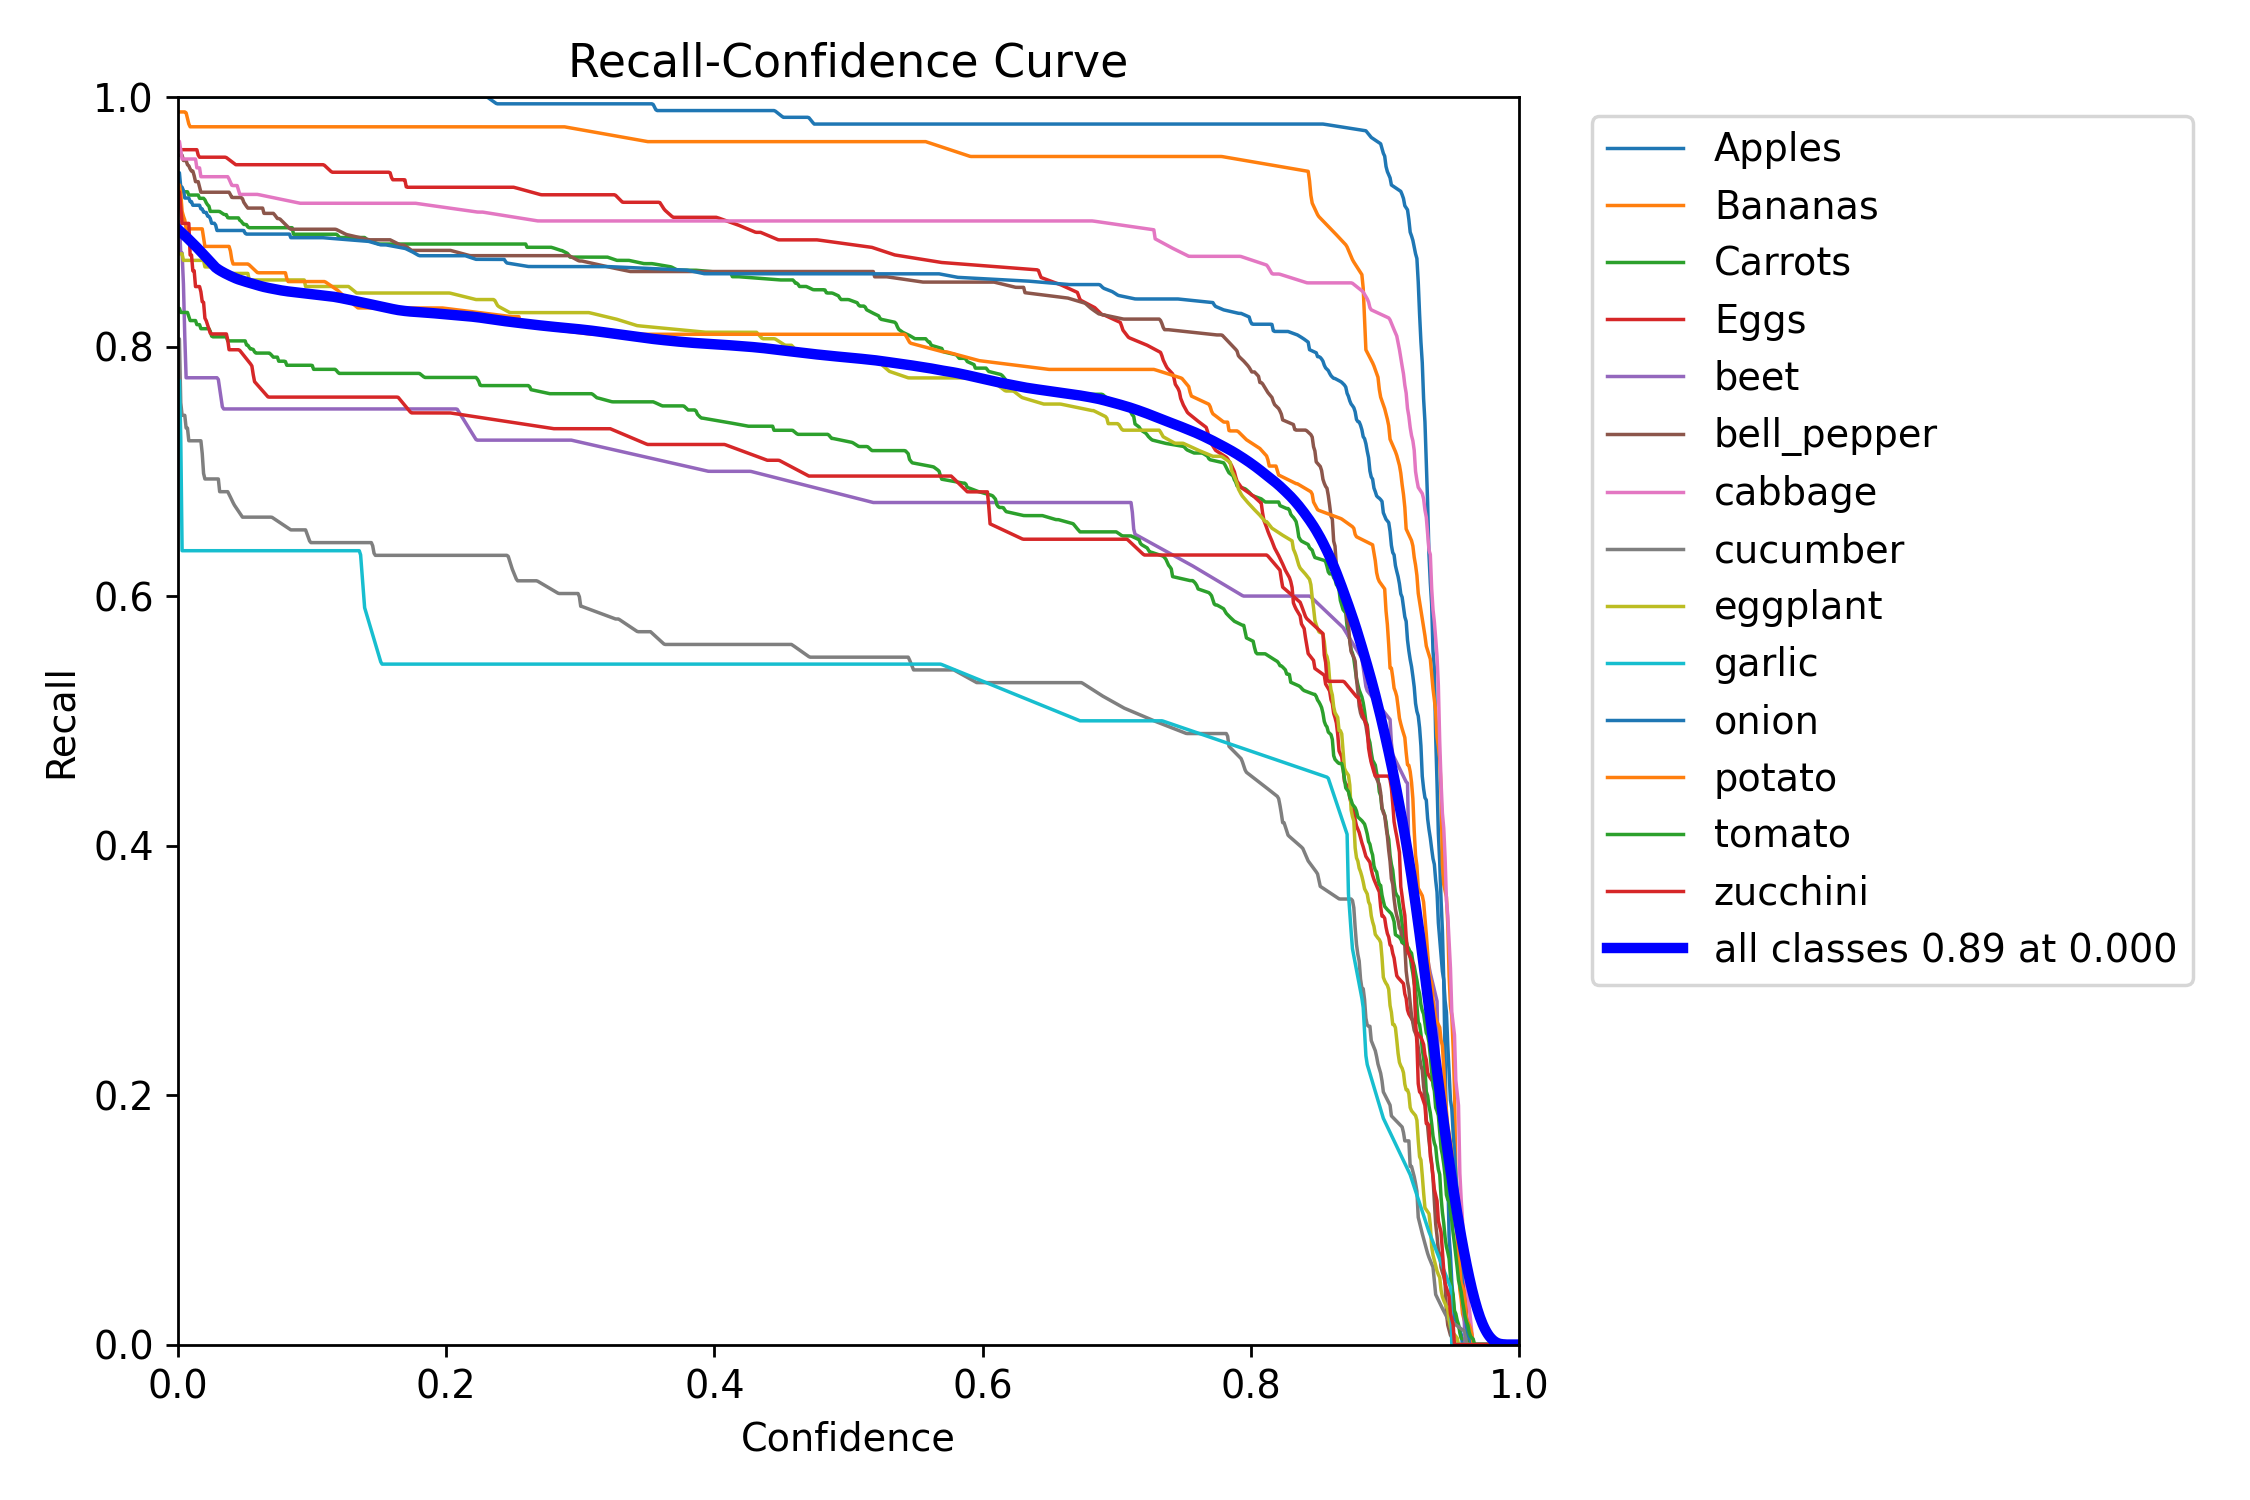 Recall-Confidence Curve
1.0
0.8
0.6
0.4
0.2
0.0
Recall
0.0 0.2 0.4 0.6 0.8 1.0
Confidence
Apples
Bananas
Carrots
Eggs
beet
bell_pepper
cabbage
cucumber
eggplant
garlic
onion
potato
tomato
zucchini
all classes 0.89 at 0.000